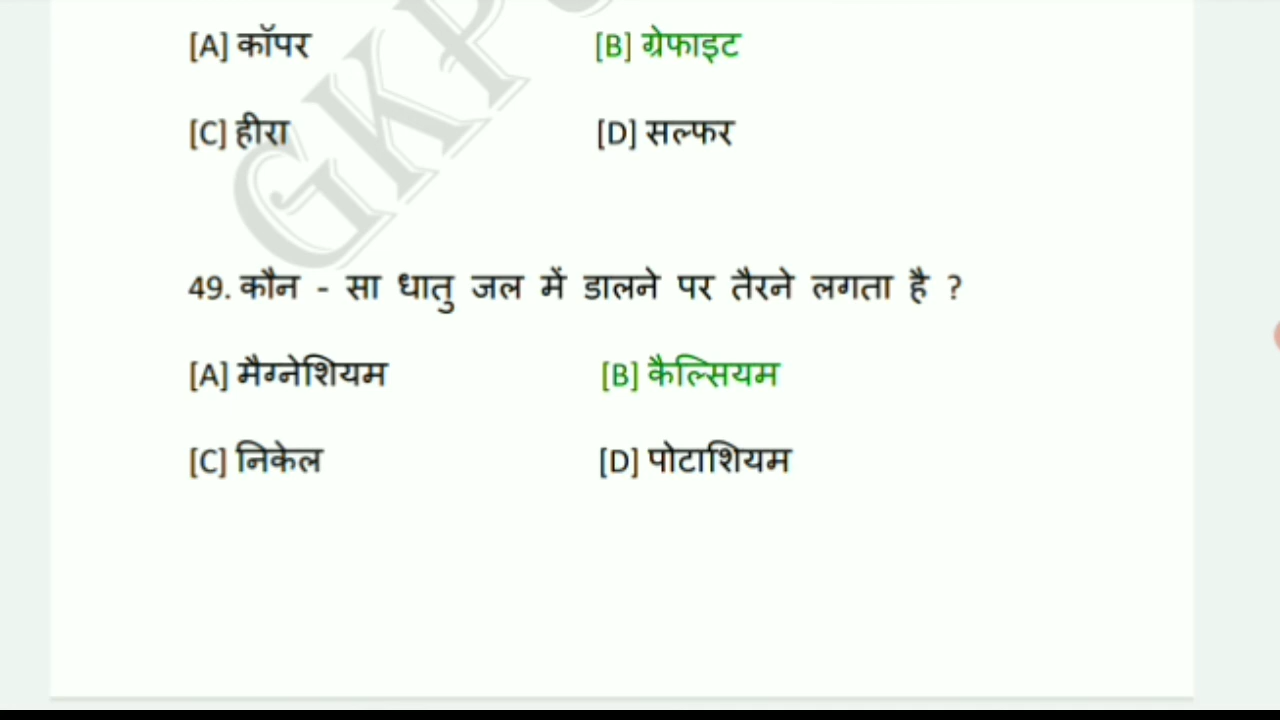 [A] कॉपर [B] ग्रेफाइट
[C] हीरा [D] सल्फर
49. कौन - सा धातु जल में डालने पर तैरने लगता है ?
[A] मैग्नेशियम [B] कैल्सियम
[C] निकेल [D] पोटाशियम